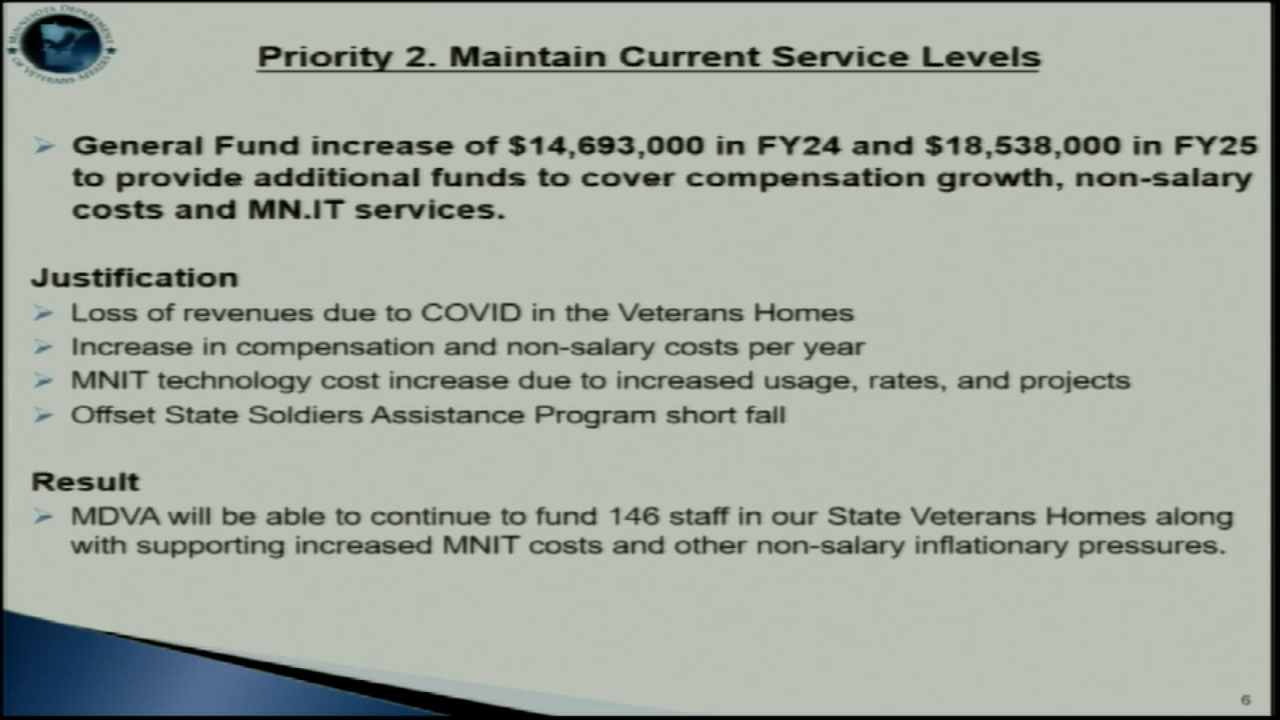 MINNESOTA DEPARTMENT
OF VETERANS AFFAIRS
Priority 2. Maintain Current Service Levels
➢ General Fund increase of $14,693,000 in FY24 and $18,538,000 in FY25
to provide additional funds to cover compensation growth, non-salary
costs and MN.IT services.
Justification
➢ Loss of revenues due to COVID in the Veterans Homes
➢ Increase in compensation and non-salary costs per year
➢ MNIT technology cost increase due to increased usage, rates, and projects
➢ Offset State Soldiers Assistance Program short fall
Result
➢ MDVA will be able to continue to fund 146 staff in our State Veterans Homes along
with supporting increased MNIT costs and other non-salary inflationary pressures.
6